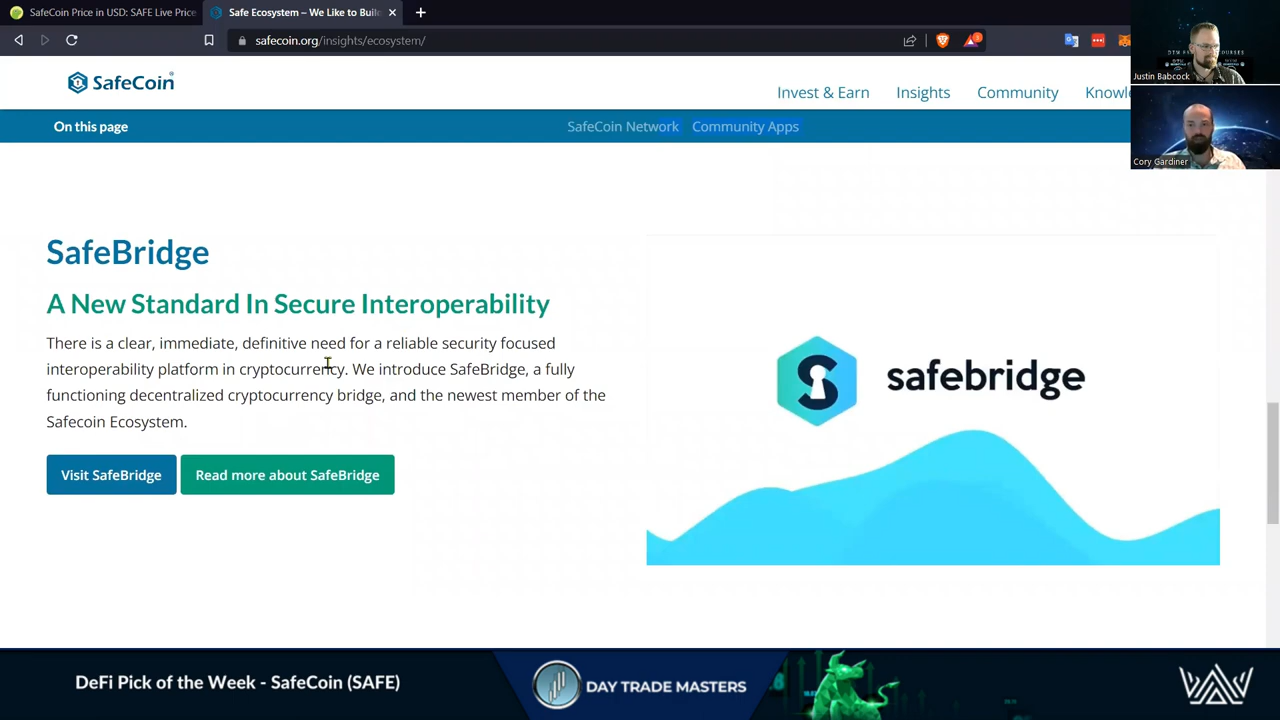 SafeCoin Price in USD: SAFE Live Price
Safe Ecosystem – We Like to Buil
safecoin.org/insights/ecosystem/
SafeCoin®
Invest & Earn
Insights
Community
Knowl
On this page
SafeCoin Network
Community Apps
Justin Babcock
Cory Gardiner
SafeBridge
A New Standard In Secure Interoperability
There is a clear, immediate, definitive need for a reliable security focused
interoperability platform in cryptocurrency. We introduce SafeBridge, a fully
functioning decentralized cryptocurrency bridge, and the newest member of the
Safecoin Ecosystem.
Visit SafeBridge
Read more about SafeBridge
safebridge
DeFi Pick of the Week - SafeCoin (SAFE)
DAY TRADE MASTERS